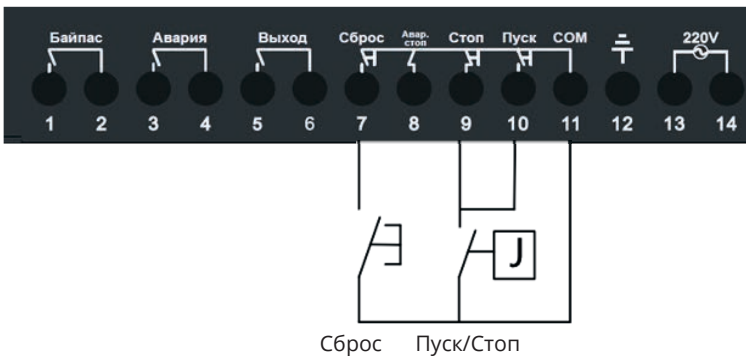 Байпас Авария Выход Сброс Авар. стоп Стоп Пуск COM 220V
1 2 3 4 5 6 7 8 9 10 11 12 13 14
J
Сброс Пуск/Стоп